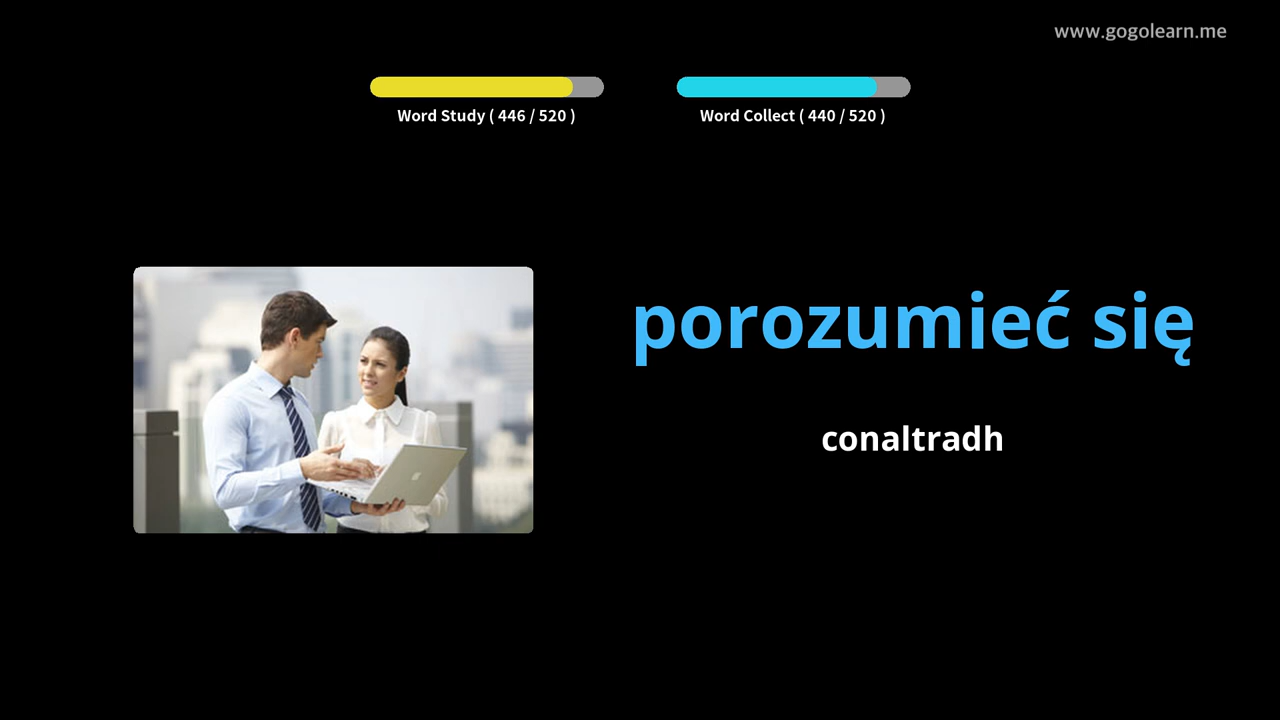 www.gogolearn.me
Word Study ( 446 / 520 )
Word Collect ( 440 / 520 )
porozumieć się
conaltradh